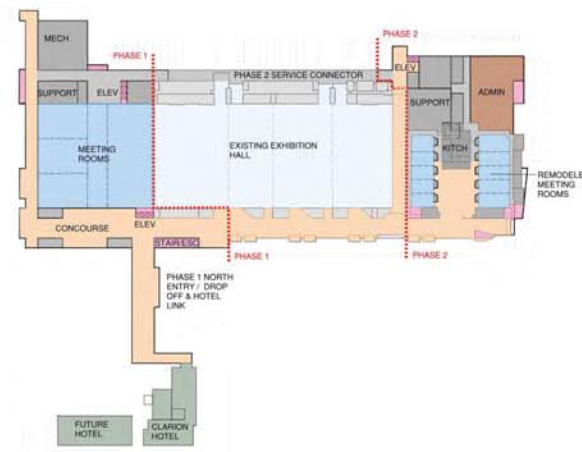 MECH
PHASE 1
PHASE 2
PHASE 2 SERVICE CONNECTOR
ELEV
SUPPORT
ELEV
ADMIN
SUPPORT
MEETING
ROOMS
EXISTING EXHIBITION
HALL
KITCH
REMODELE
MEETING
ROOMS
CONCOURSE
ELEV
STAIR/ESC
PHASE 1
PHASE 2
PHASE 1 NORTH
ENTRY / DROP
OFF & HOTEL
LINK
FUTURE
HOTEL
CLARION
HOTEL